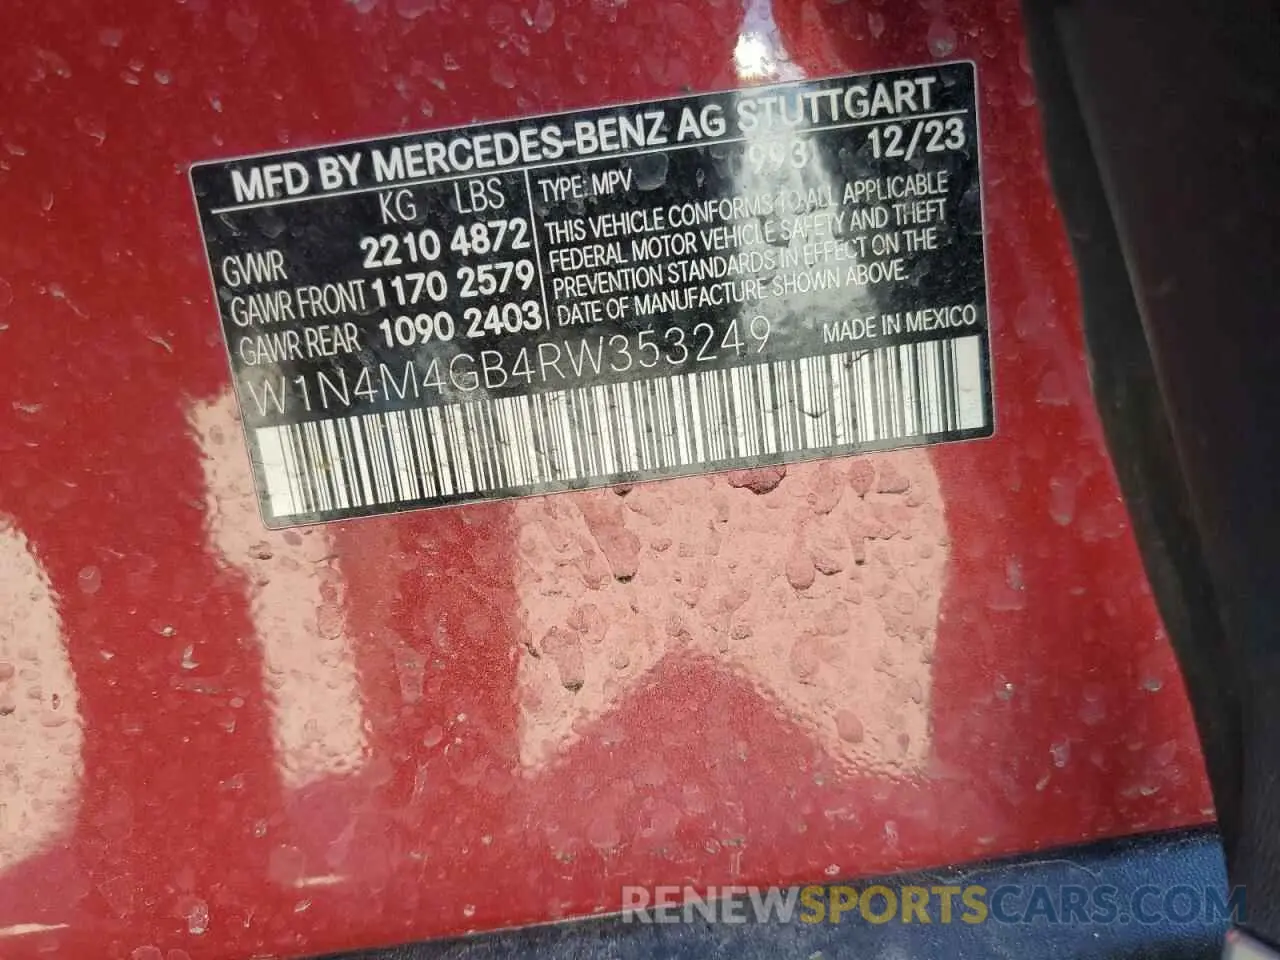 MFD BY MERCEDES-BENZ AG STUTTGART
KG LBS
993 12/23
GVWR 2210 4872
GAWR FRONT 1170 2579
GAWR REAR 1090 2403
TYPE: MPV
THIS VEHICLE CONFORMS TO ALL APPLICABLE
FEDERAL MOTOR VEHICLE SAFETY AND THEFT
PREVENTION STANDARDS IN EFFECT ON THE
DATE OF MANUFACTURE SHOWN ABOVE.
W1N4M4GB4RW353249
MADE IN MEXICO
RENEWSPORTSCARS.COM